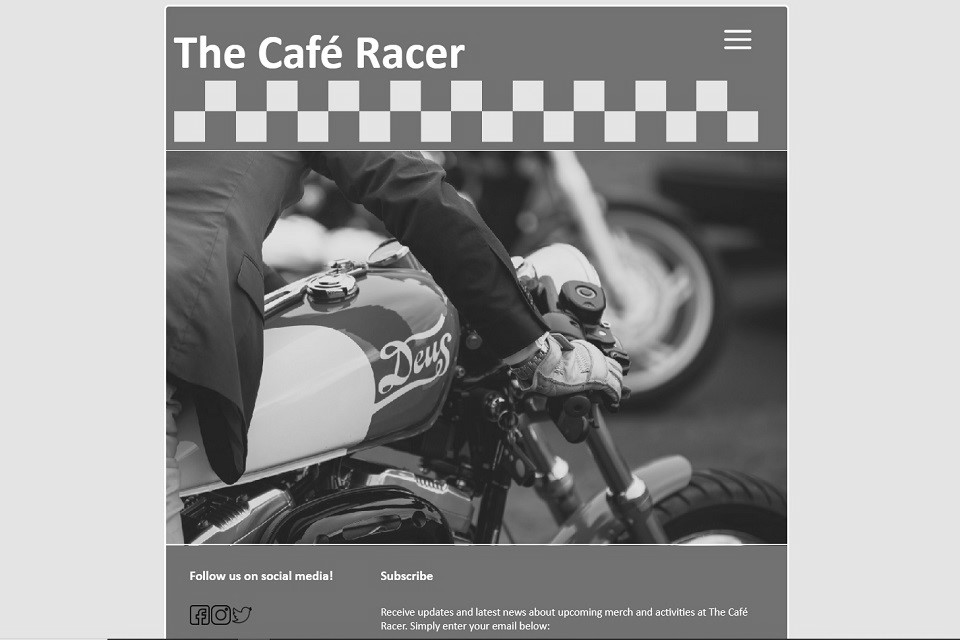 The Café Racer
Deus
Follow us on social media!
Subscribe
Receive updates and latest news about upcoming merch and activities at The Café
Racer. Simply enter your email below: